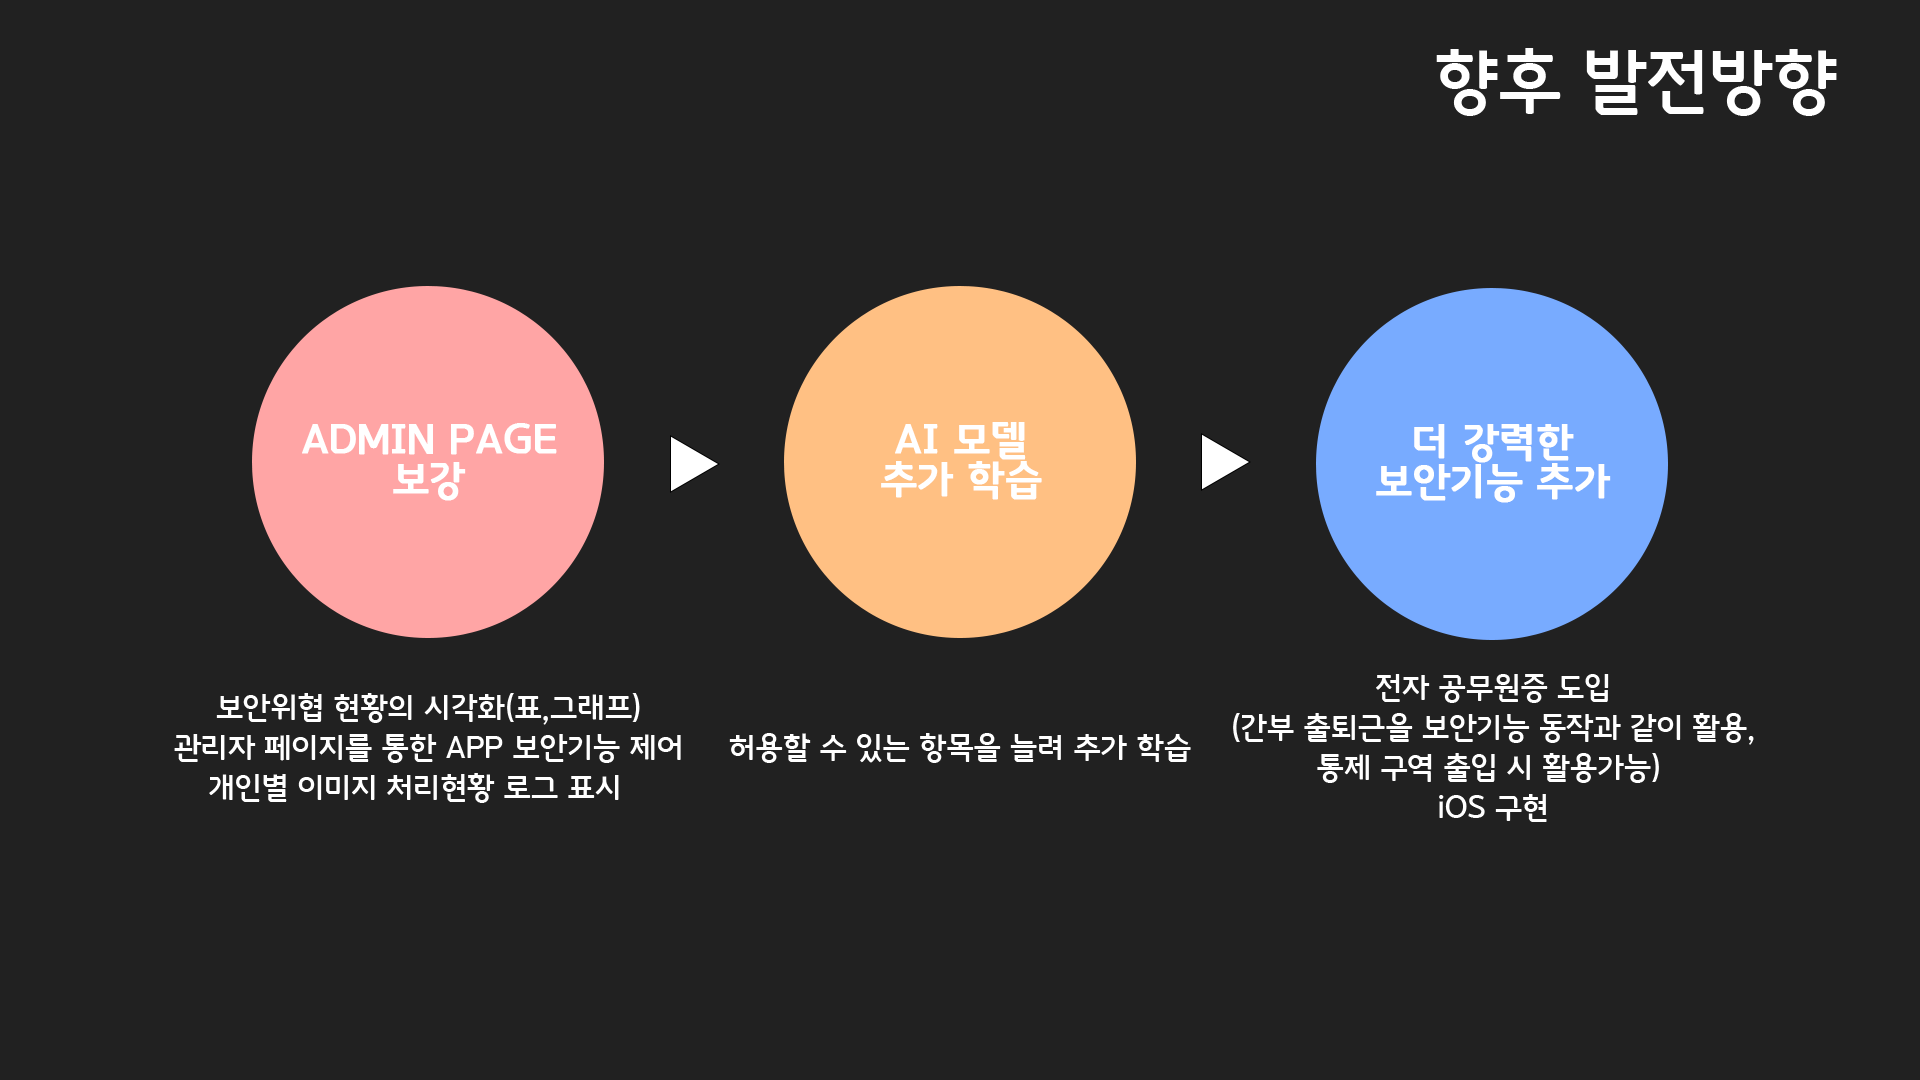 향후 발전방향
ADMIN PAGE
보강
AI 모델
추가 학습
더 강력한
보안기능 추가
보안위협 현황의 시각화(표,그래프)
관리자 페이지를 통한 APP 보안기능 제어
개인별 이미지 처리현황 로그 표시
허용할 수 있는 항목을 늘려 추가 학습
전자 공무원증 도입
(간부 출퇴근을 보안기능 동작과 같이 활용,
통제 구역 출입 시 활용가능)
iOS 구현